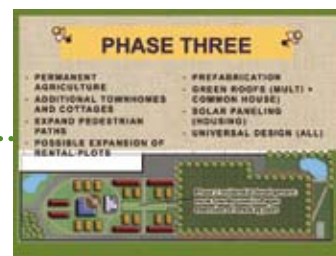 PHASE THREE
- PERMANENT
AGRICULTURE
- ADDITIONAL TOWNHOMES
AND COTTAGES
- EXPAND PEDESTRIAN
PATHS
- POSSIBLE EXPANSION OF
RENTAL PLOTS
- PREFABRICATION
- GREEN ROOFS (MULTI +
COMMON HOUSE)
- SOLAR PANELING
(HOUSING)
- UNIVERSAL DESIGN (ALL)